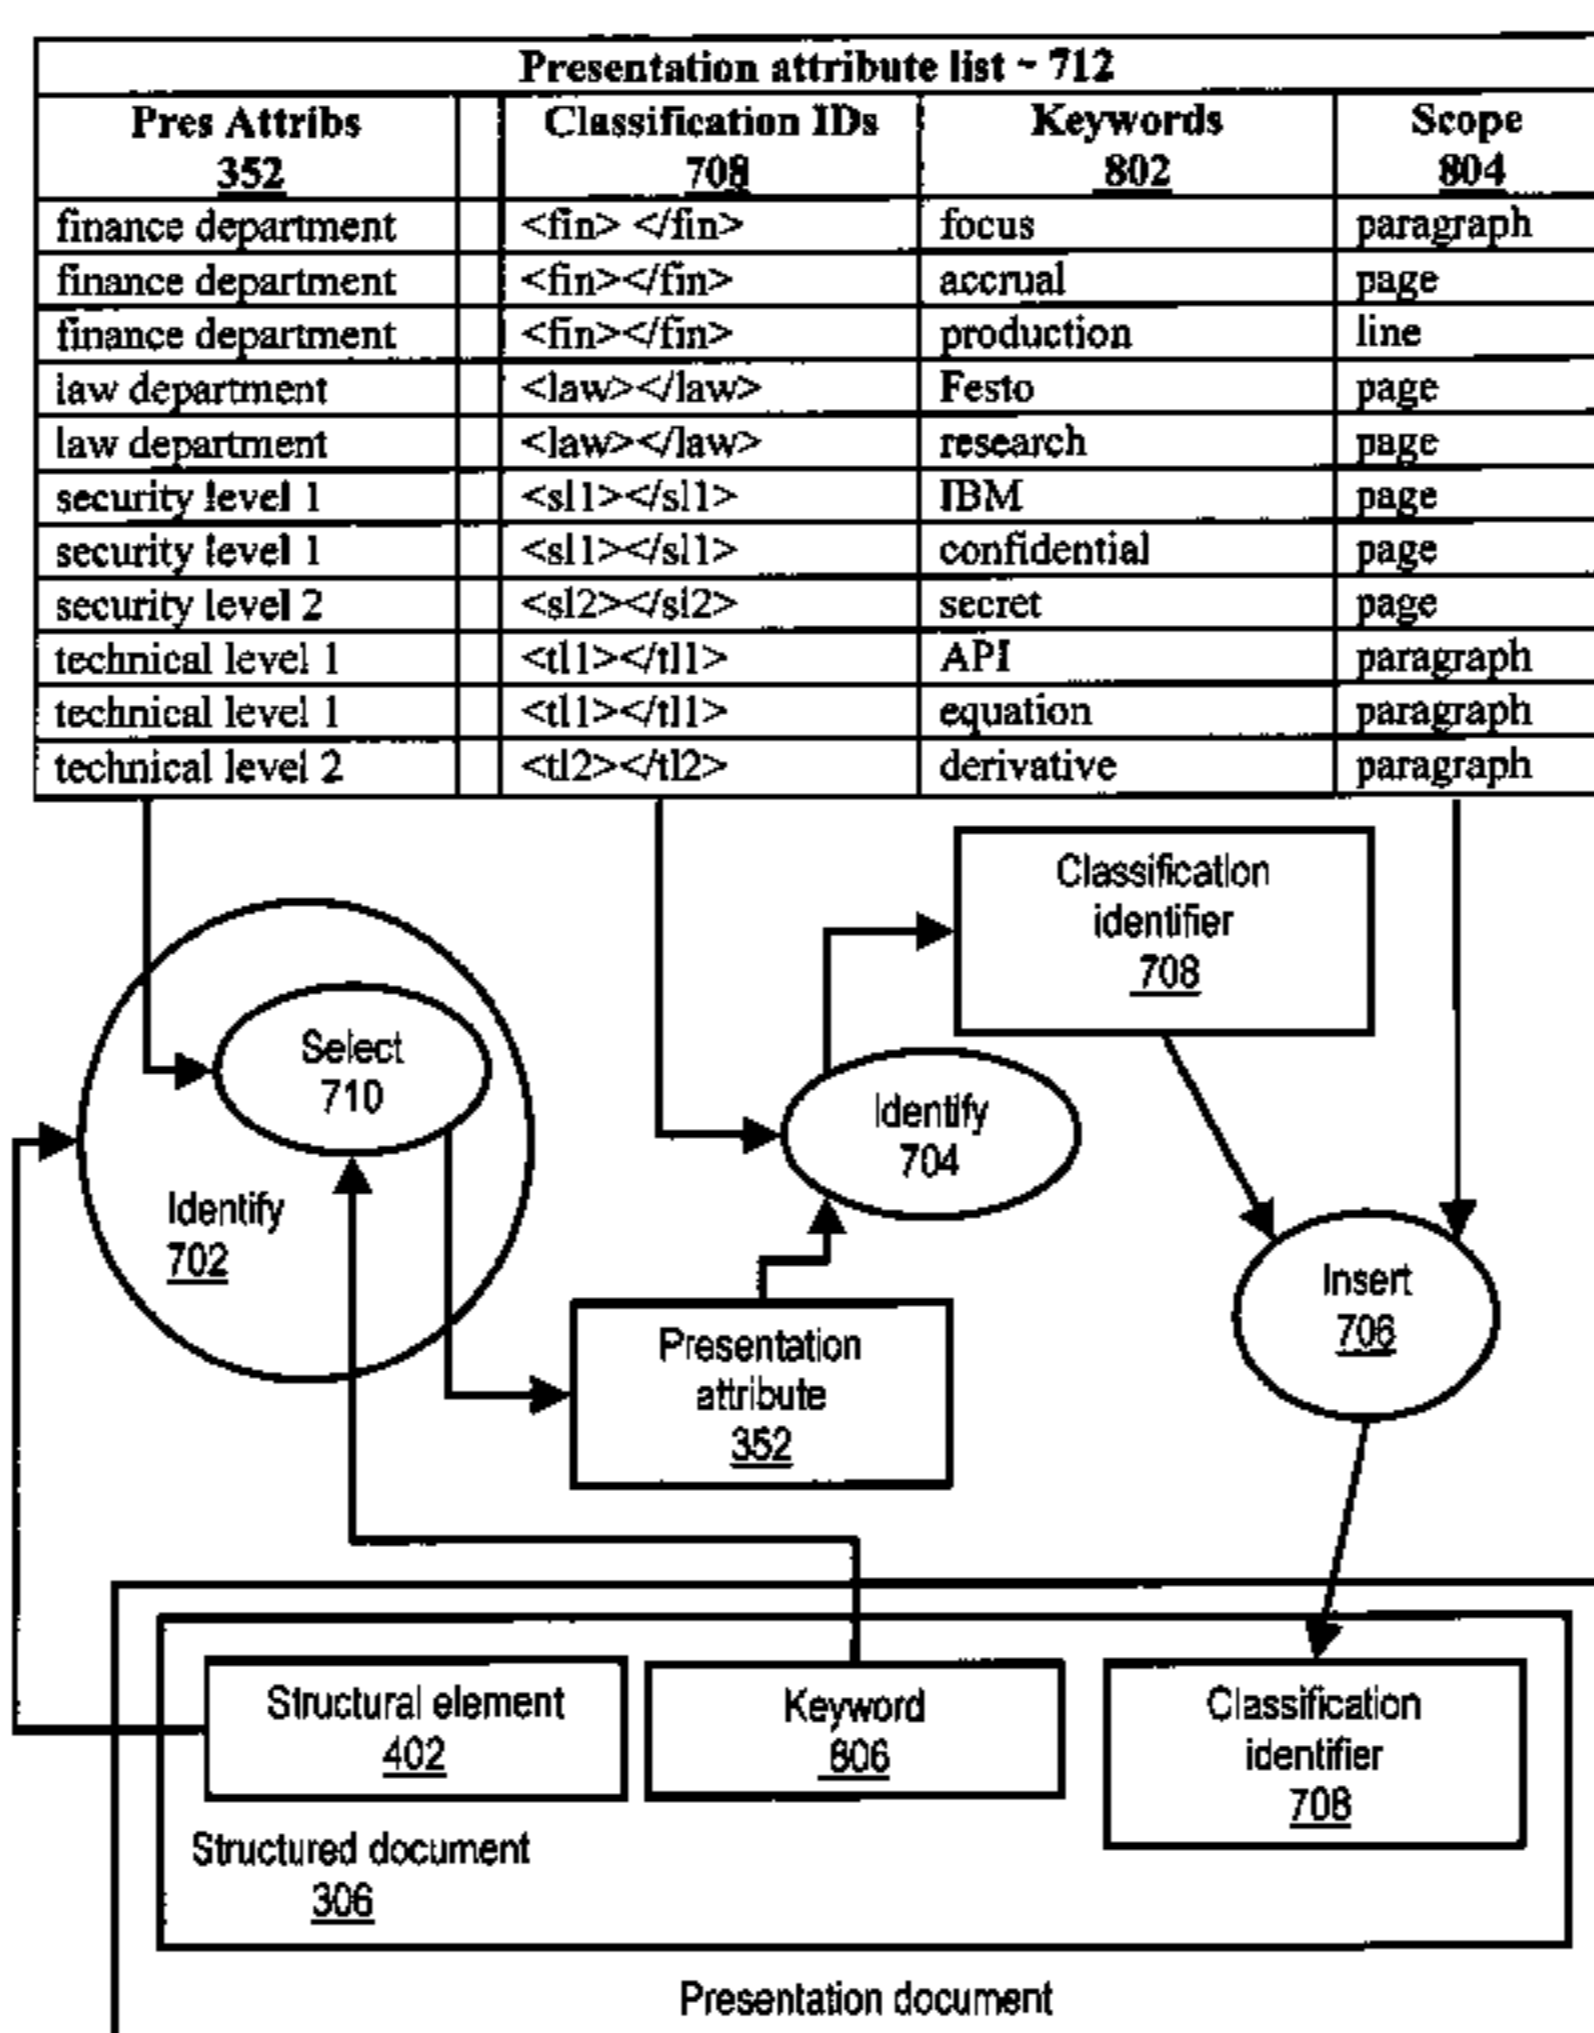 Presentation attribute list ~ 712
Pres Attribs Classification IDs Keywords Scope
352 708 802 804
finance department <fin> </fin> focus paragraph
finance department <fin></fin> accrual page
finance department <fin></fin> production line
law department <law></law> Festo page
law department <law></law> research page
security level 1 <sl1></sl1> IBM page
security level 1 <sl1></sl1> confidential page
security level 2 <sl2></sl2> secret page
technical level 1 <tl1></tl1> API paragraph
technical level 1 <tl1></tl1> equation paragraph
technical level 2 <tl2></tl2> derivative paragraph
Classification
identifier
708
Select
710
Identify
704
Identify
702
Insert
706
Presentation
attribute
352
Structural element
402
Keyword
806
Classification
identifier
708
Structured document
306
Presentation document